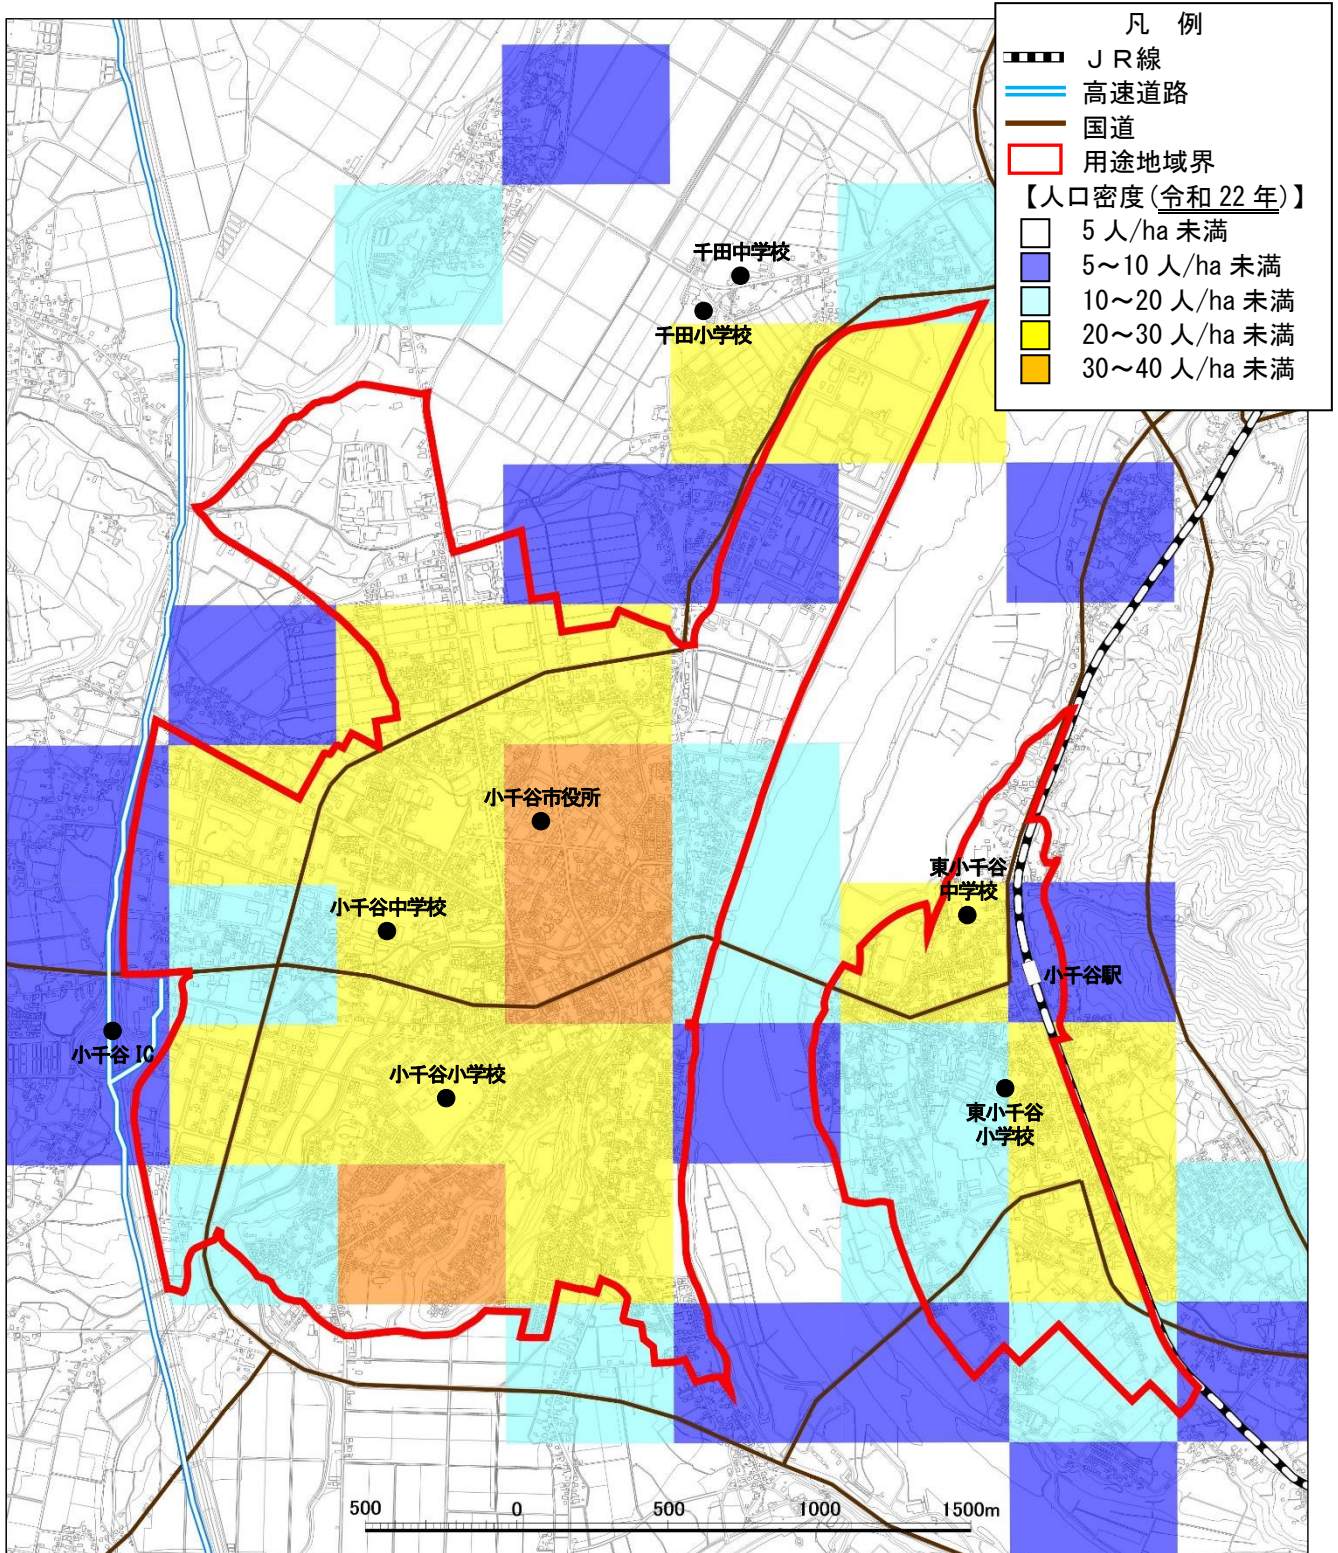 凡 例
ＪＲ線
高速道路
国道
用途地域界
【人口密度(令和 22 年)】
5 人/ha 未満
5～10 人/ha 未満
10～20 人/ha 未満
20～30 人/ha 未満
30～40 人/ha 未満
千田中学校
千田小学校
小千谷市役所
東小千谷
中学校
小千谷中学校
小千谷駅
小千谷 IC
小千谷小学校
東小千谷
小学校
500 0 500 1000 1500m